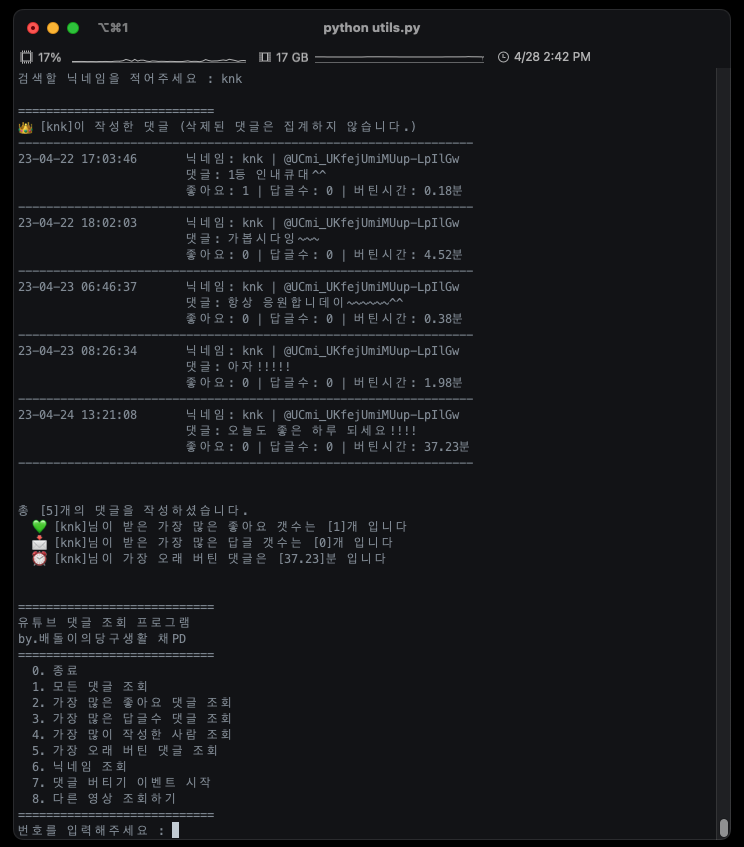 ⌥⌘1 python utils.py
17% 17 GB 4/28 2:42 PM
검색할 닉네임을 적어주세요 : knk
============================
👑 [knk]이 작성한 댓글 (삭제된 댓글은 집계하지 않습니다.)
-----------------------------------------------------------------
23-04-22 17:03:46 닉네임: knk | @UCmi_UKfejUmiMUup-LpIlGw
댓글: 1등 인내큐대^^
좋아요: 1 | 답글수: 0 | 버틴시간: 0.18분
-----------------------------------------------------------------
23-04-22 18:02:03 닉네임: knk | @UCmi_UKfejUmiMUup-LpIlGw
댓글: 가봅시다잉~~~
좋아요: 0 | 답글수: 0 | 버틴시간: 4.52분
-----------------------------------------------------------------
23-04-23 06:46:37 닉네임: knk | @UCmi_UKfejUmiMUup-LpIlGw
댓글: 항상 응원합니데이~~~~~~^^
좋아요: 0 | 답글수: 0 | 버틴시간: 0.38분
-----------------------------------------------------------------
23-04-23 08:26:34 닉네임: knk | @UCmi_UKfejUmiMUup-LpIlGw
댓글: 아자!!!!!
좋아요: 0 | 답글수: 0 | 버틴시간: 1.98분
-----------------------------------------------------------------
23-04-24 13:21:08 닉네임: knk | @UCmi_UKfejUmiMUup-LpIlGw
댓글: 오늘도 좋은 하루 되세요!!!!
좋아요: 0 | 답글수: 0 | 버틴시간: 37.23분
-----------------------------------------------------------------
총 [5]개의 댓글을 작성하셨습니다.
💚 [knk]님이 받은 가장 많은 좋아요 갯수는 [1]개 입니다
📩 [knk]님이 받은 가장 많은 답글 갯수는 [0]개 입니다
⏰ [knk]님이 가장 오래 버틴 댓글은 [37.23]분 입니다
============================
유튜브 댓글 조회 프로그램
by.배돌이의당구생활 채PD
============================
0. 종료
1. 모든 댓글 조회
2. 가장 많은 좋아요 댓글 조회
3. 가장 많은 답글수 댓글 조회
4. 가장 많이 작성한 사람 조회
5. 가장 오래 버틴 댓글 조회
6. 닉네임 조회
7. 댓글 버티기 이벤트 시작
8. 다른 영상 조회하기
============================
번호를 입력해주세요 :